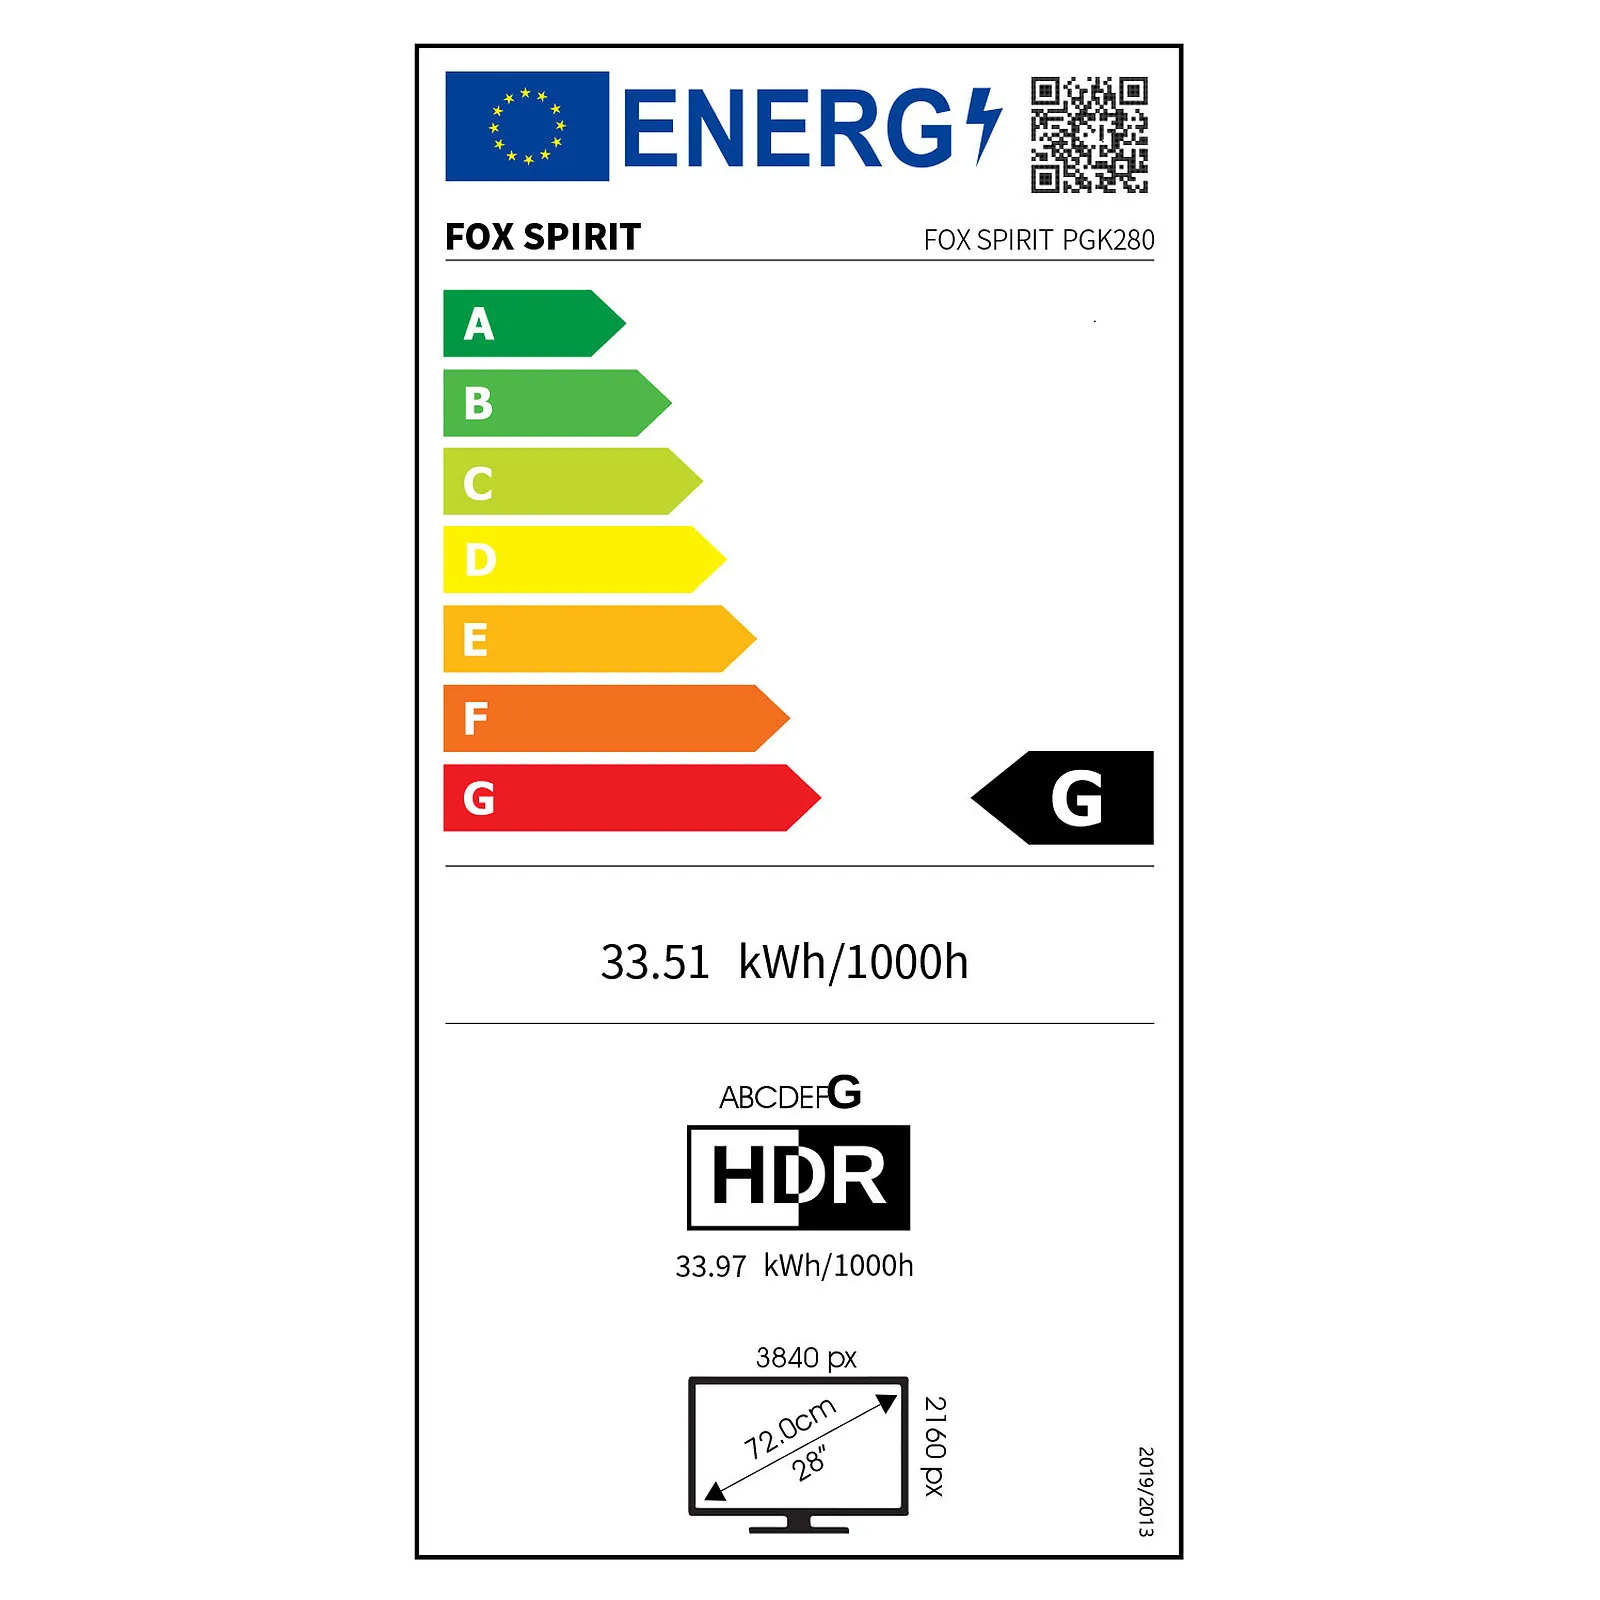 ENERG
FOX SPIRIT
FOX SPIRIT PGK280
A
B
C
D
E
F
G
G
33.51 kWh/1000h
ABCDEFG
HDR
33.97 kWh/1000h
3840 px
72.0cm
28"
2160 px
2019/2013